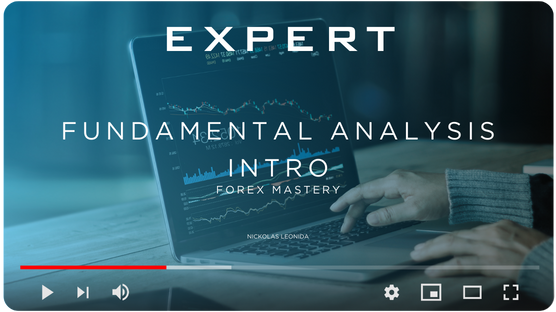 EXPERT
FUNDAMENTAL ANALYSIS
INTRO
FOREX MASTERY
NICKOLAS LEONIDA